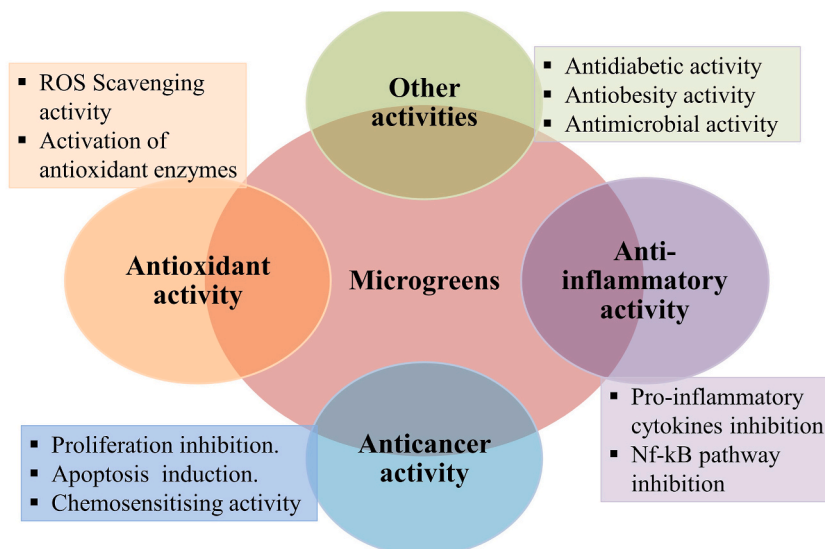 ▪ ROS Scavenging
activity
▪ Activation of
antioxidant enzymes
Other
activities
▪ Antidiabetic activity
▪ Antiobesity activity
▪ Antimicrobial activity
Antioxidant
activity
Microgreens
Anti-
inflammatory
activity
▪ Proliferation inhibition.
▪ Apoptosis induction.
▪ Chemosensitising activity
Anticancer
activity
▪ Pro-inflammatory
cytokines inhibition
▪ Nf-kB pathway
inhibition